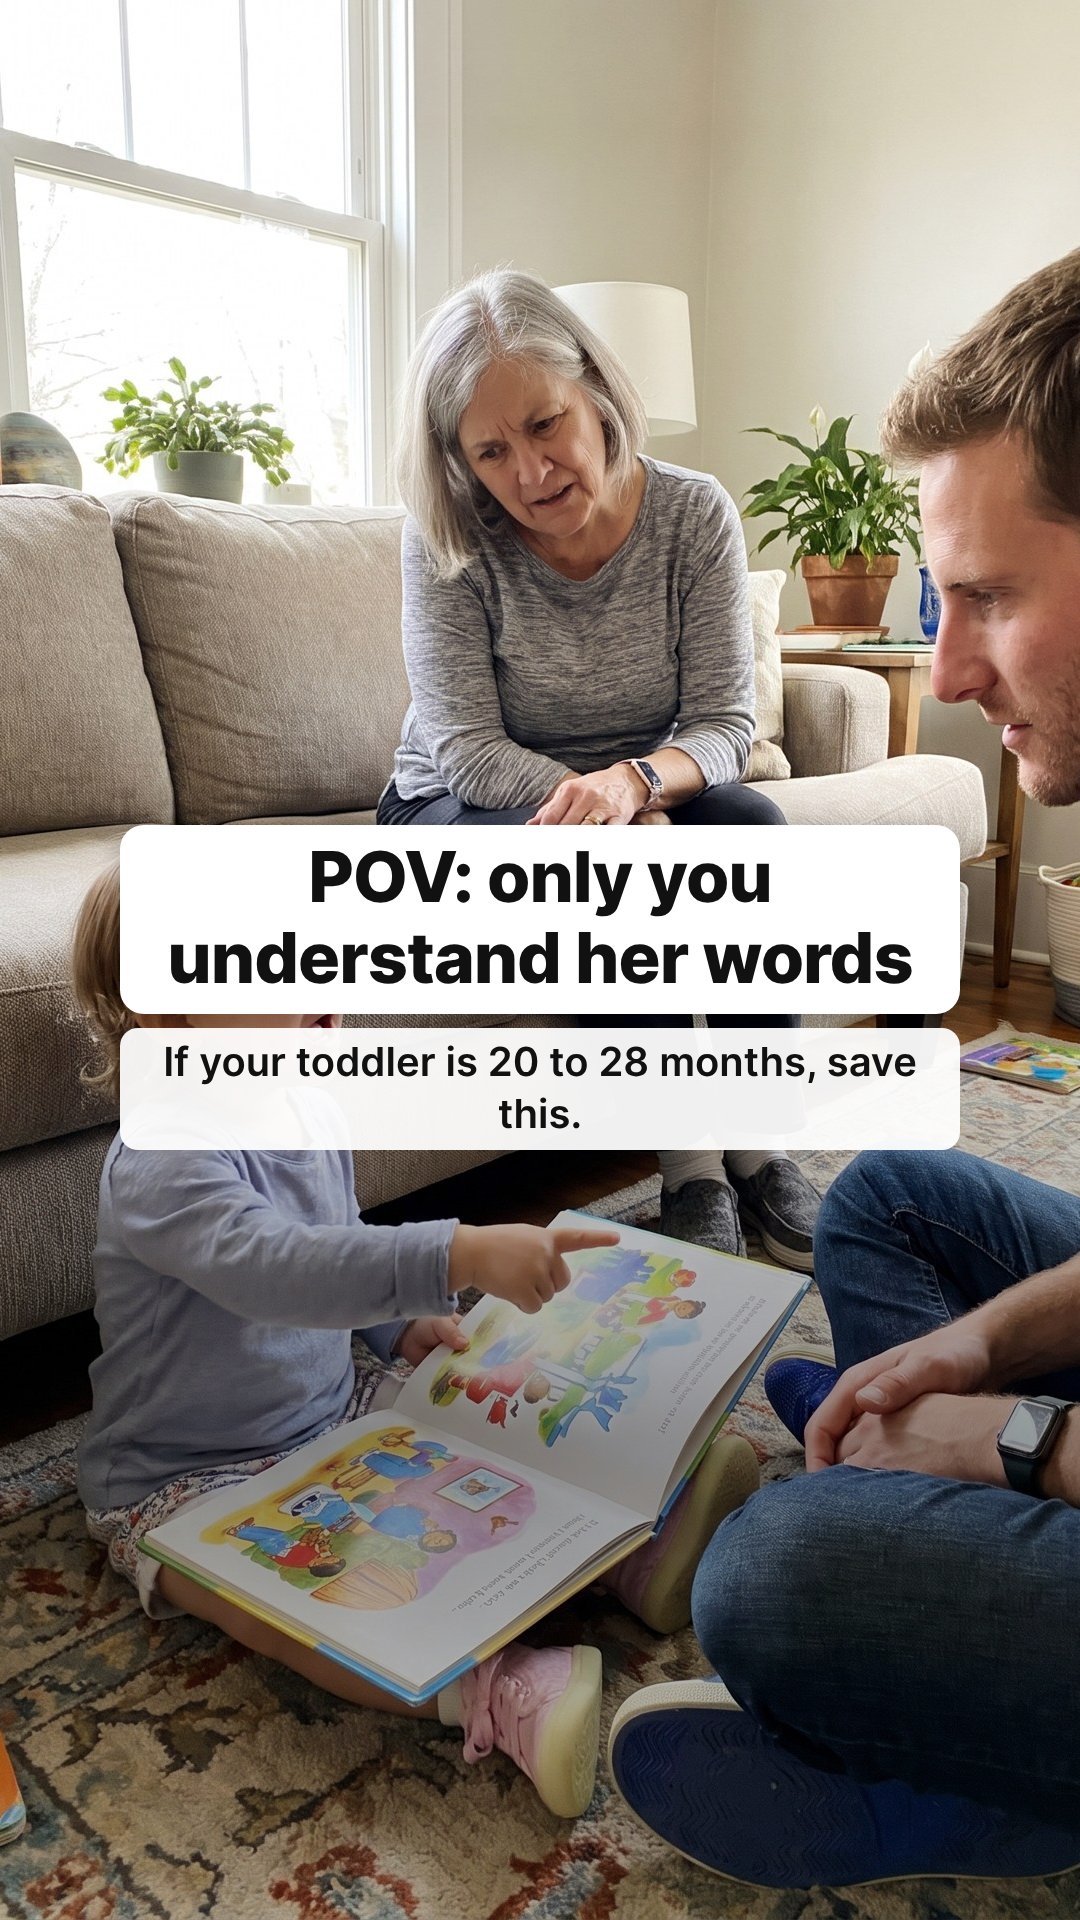 POV: only you
understand her words
If your toddler is 20 to 28 months, save
this.